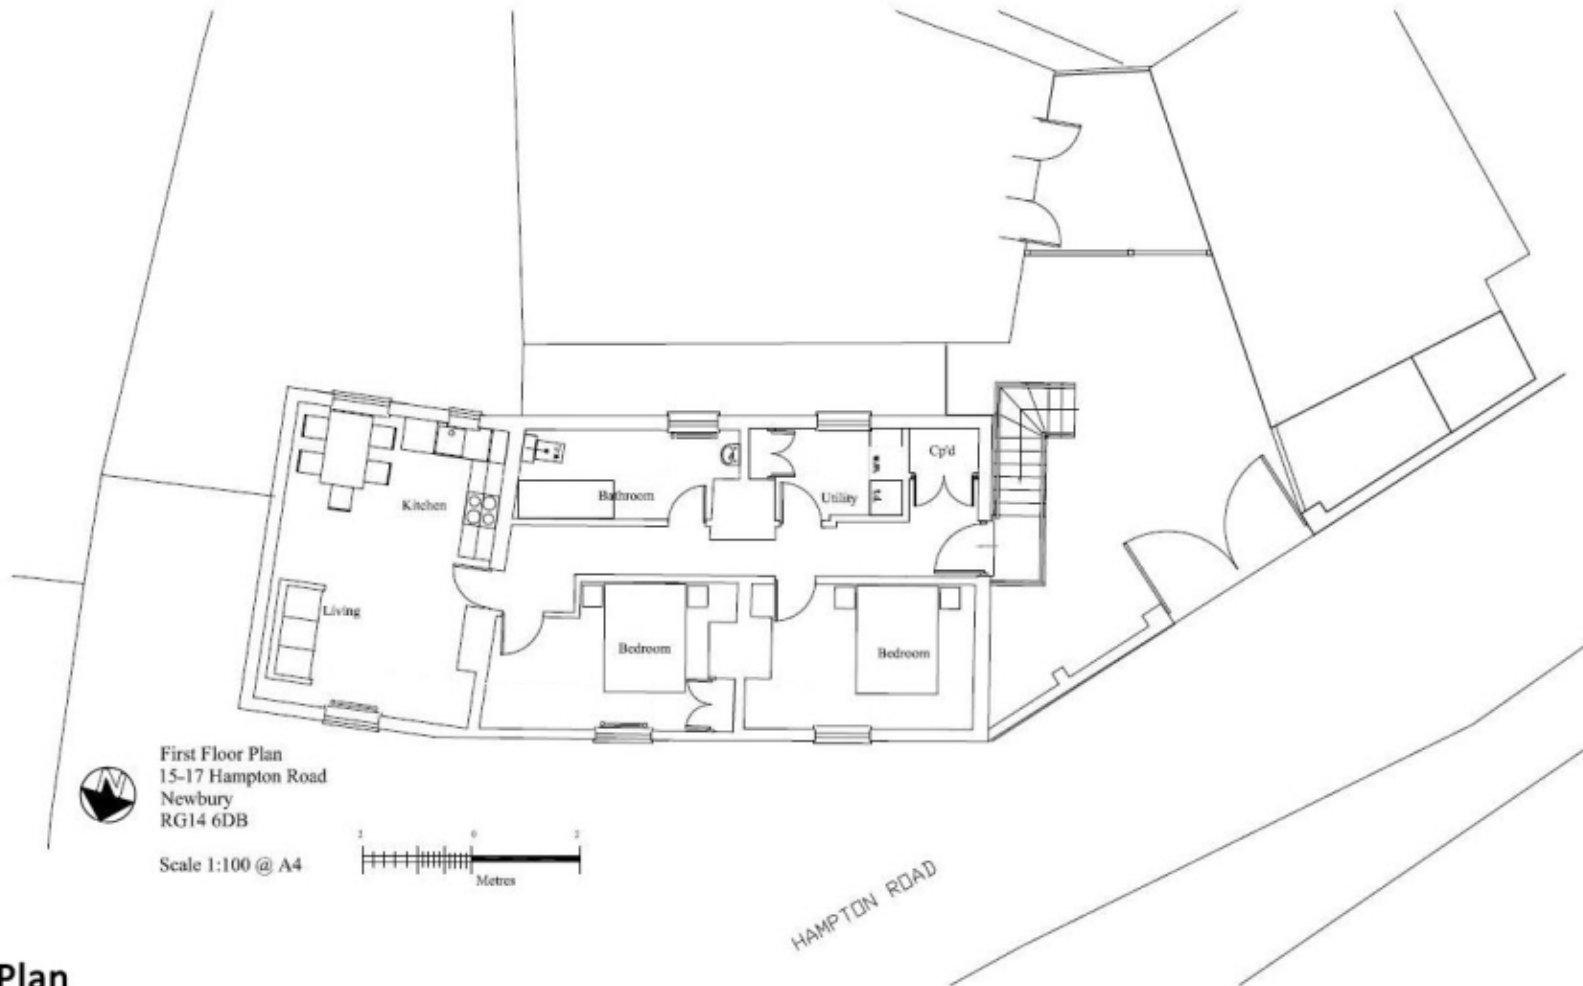 Cp'd
Bathroom
Utility
Kitchen
Living
Bedroom
Bedroom
N
First Floor Plan
15-17 Hampton Road
Newbury
RG14 6DB
Scale 1:100 @ A4
2 0 2
Metres
HAMPTON ROAD
Plan